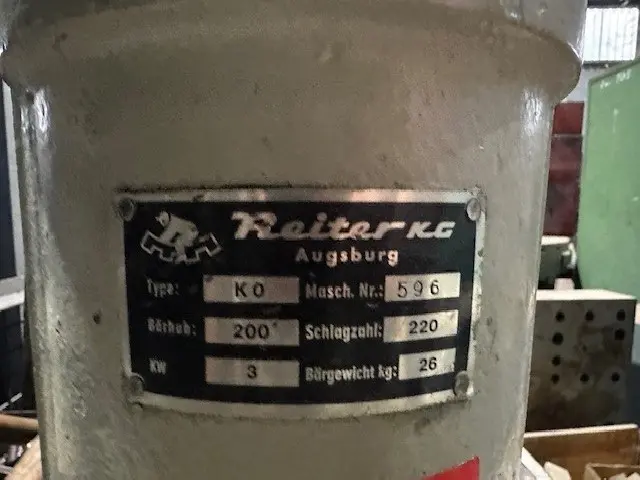 Reiter KG
Augsburg
Type: KO Masch. Nr.: 596
Bärhub: 200 Schlagzahl: 220
KW 3 Bärgewicht kg: 26